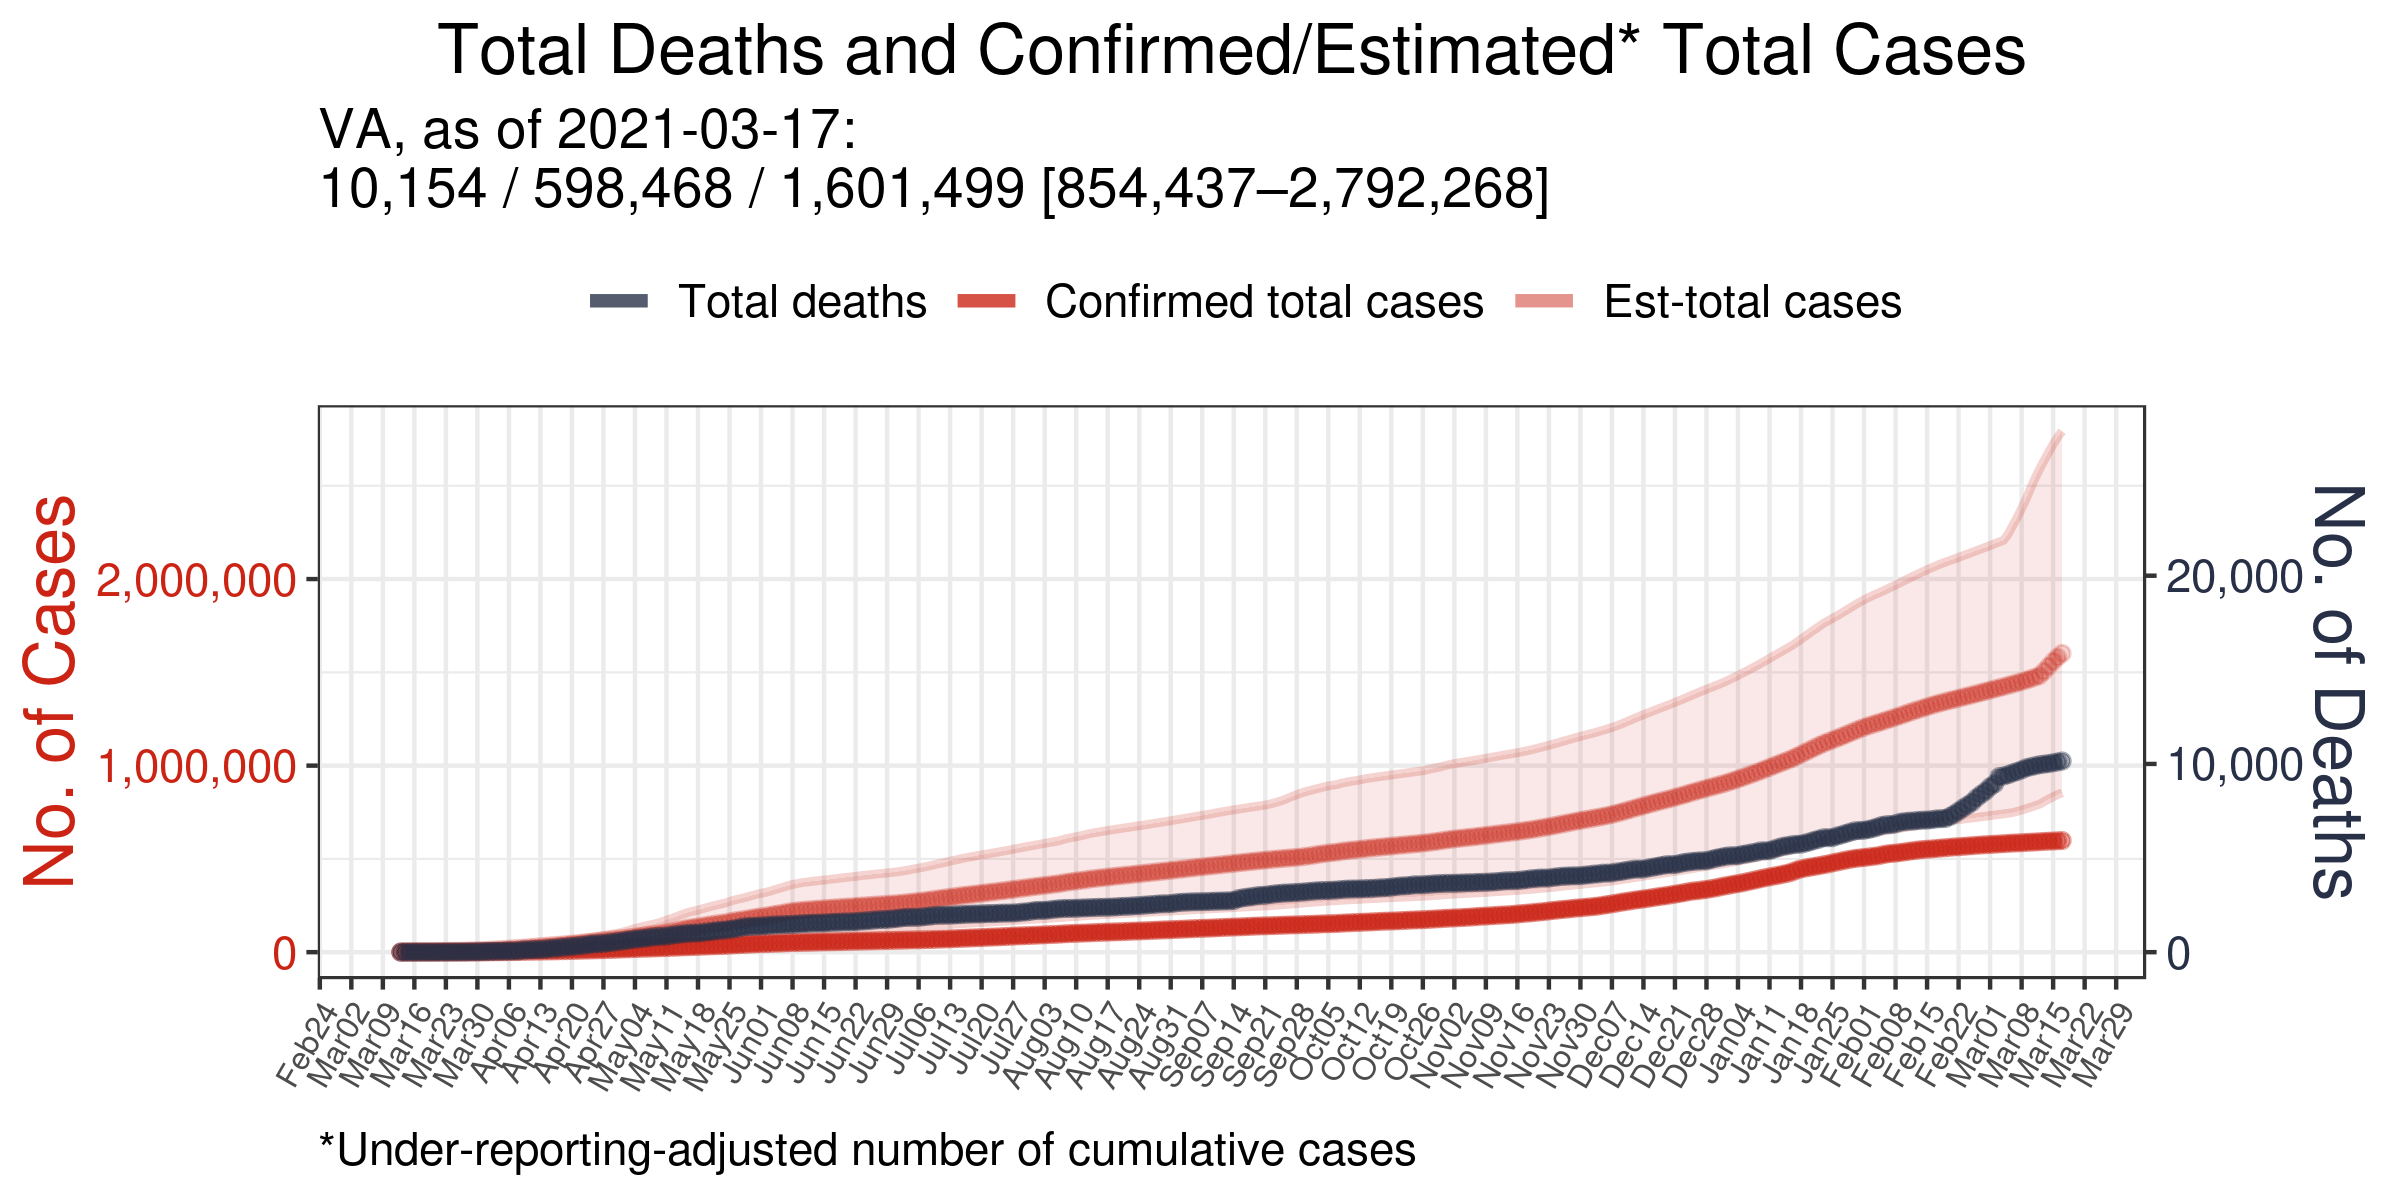 Total Deaths and Confirmed/Estimated* Total Cases
VA, as of 2021-03-17:
10,154 / 598,468 / 1,601,499 [854,437–2,792,268]
Total deaths
Confirmed total cases
Est-total cases
No. of Cases
2,000,000
1,000,000
0
20,000
10,000
0
No. of Deaths
Feb24
Mar02
Mar09
Mar16
Mar23
Mar30
Apr06
Apr13
Apr20
Apr27
May04
May11
May18
May25
Jun01
Jun08
Jun15
Jun22
Jun29
Jul06
Jul13
Jul20
Jul27
Aug03
Aug10
Aug17
Aug24
Aug31
Sep07
Sep14
Sep21
Sep28
Oct05
Oct12
Oct19
Oct26
Nov02
Nov09
Nov16
Nov23
Nov30
Dec07
Dec14
Dec21
Dec28
Jan04
Jan11
Jan18
Jan25
Feb01
Feb08
Feb15
Feb22
Mar01
Mar08
Mar15
Mar22
Mar29
*Under-reporting-adjusted number of cumulative cases